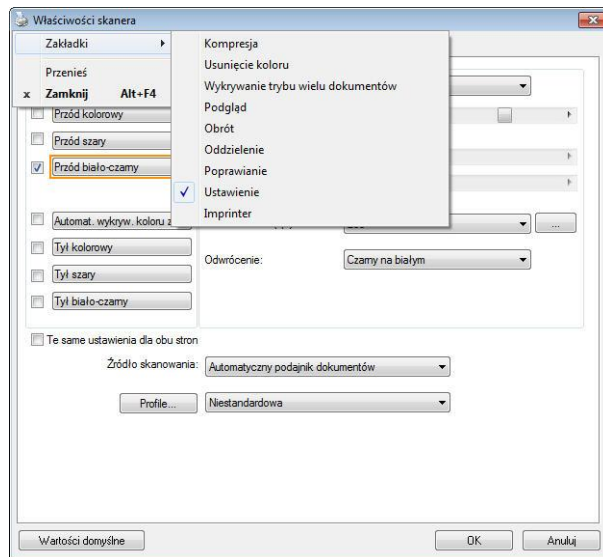 Właściwości skanera
Zakładki
Przenieś
x Zamknij Alt+F4
Kompresja
Usunięcie koloru
Wykrywanie trybu wielu dokumentów
Podgląd
Obrót
Oddzielenie
Poprawianie
Ustawienie
Imprinter
Przód kolorowy
Przód szary
Przód biało-czarny
Automat. wykryw. koloru z
Tył kolorowy
Tył szary
Tył biało-czarny
Odwrócenie: Czarny na białym
...
Te same ustawienia dla obu stron
Źródło skanowania: Automatyczny podajnik dokumentów
Profile... Niestandardowa
Wartości domyślne OK Anuluj